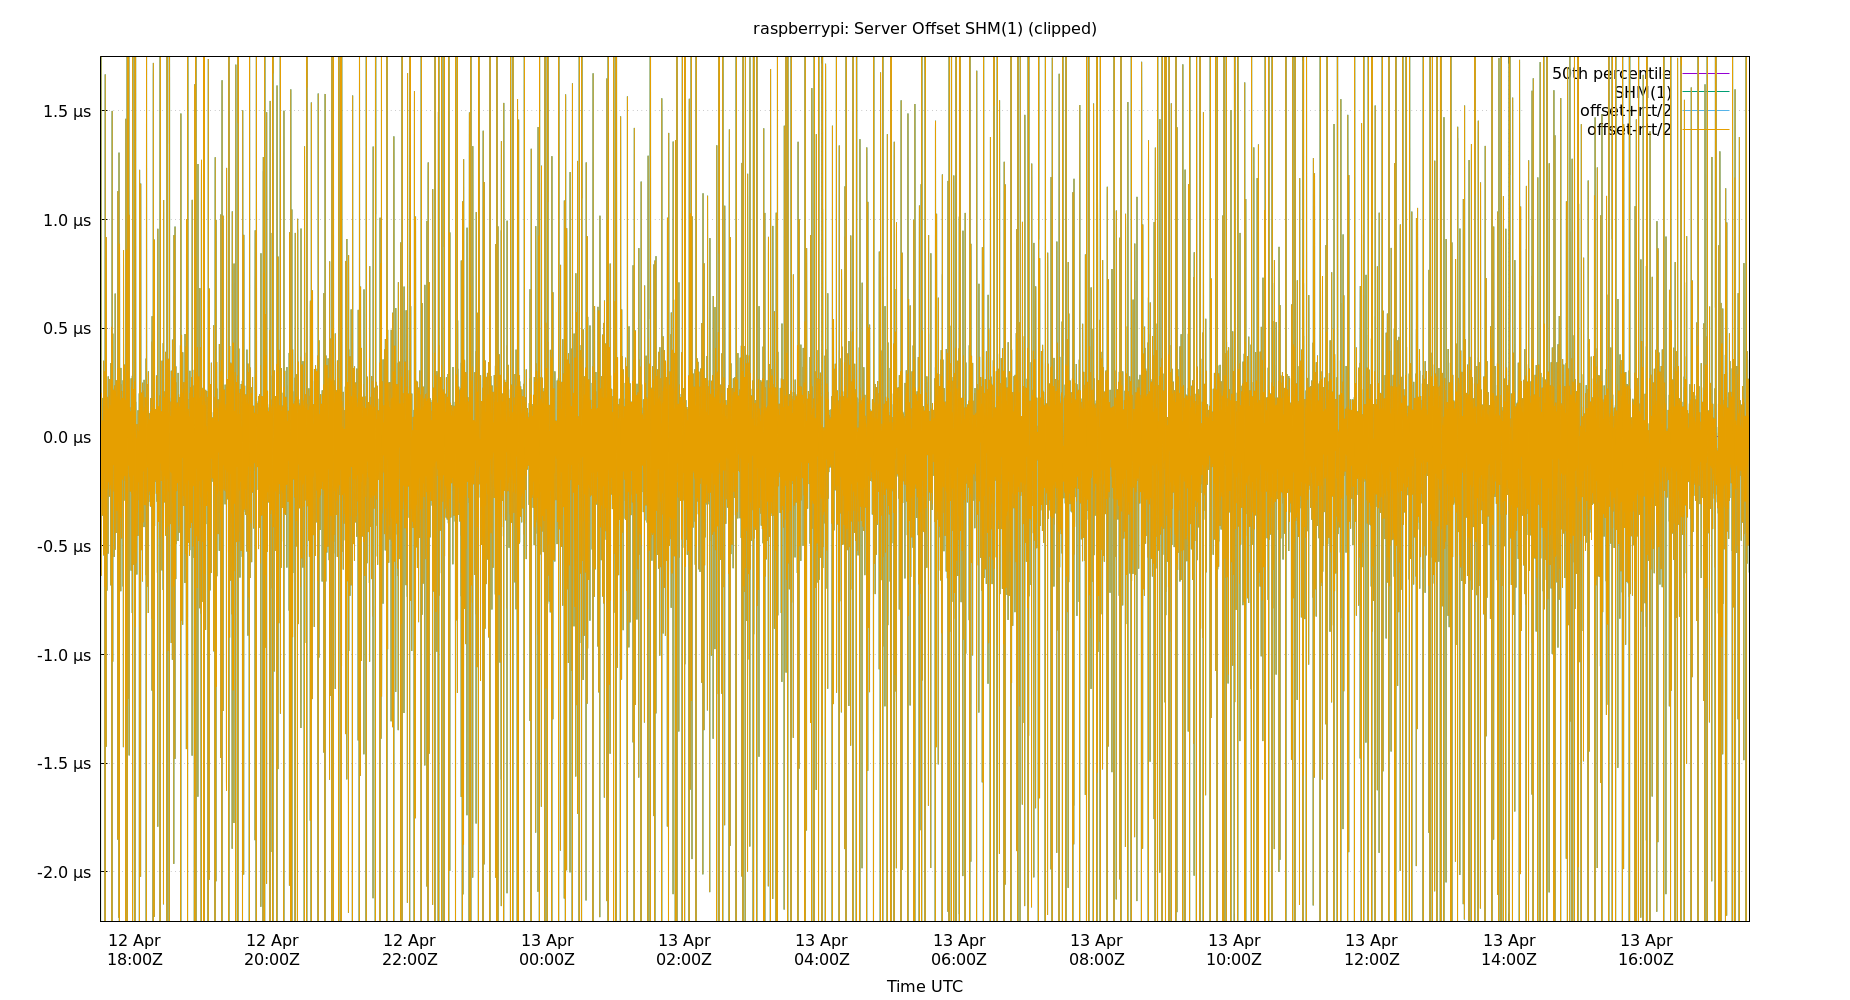 raspberrypi: Server Offset SHM(1) (clipped)
50th percentile
SHM(1)
offset+rtt/2
offset-rtt/2
1.5 µs
1.0 µs
0.5 µs
0.0 µs
-0.5 µs
-1.0 µs
-1.5 µs
-2.0 µs
12 Apr 12 Apr 12 Apr 13 Apr 13 Apr 13 Apr 13 Apr 13 Apr 13 Apr 13 Apr 13 Apr 13 Apr
18:00Z 20:00Z 22:00Z 00:00Z 02:00Z 04:00Z 06:00Z 08:00Z 10:00Z 12:00Z 14:00Z 16:00Z
Time UTC